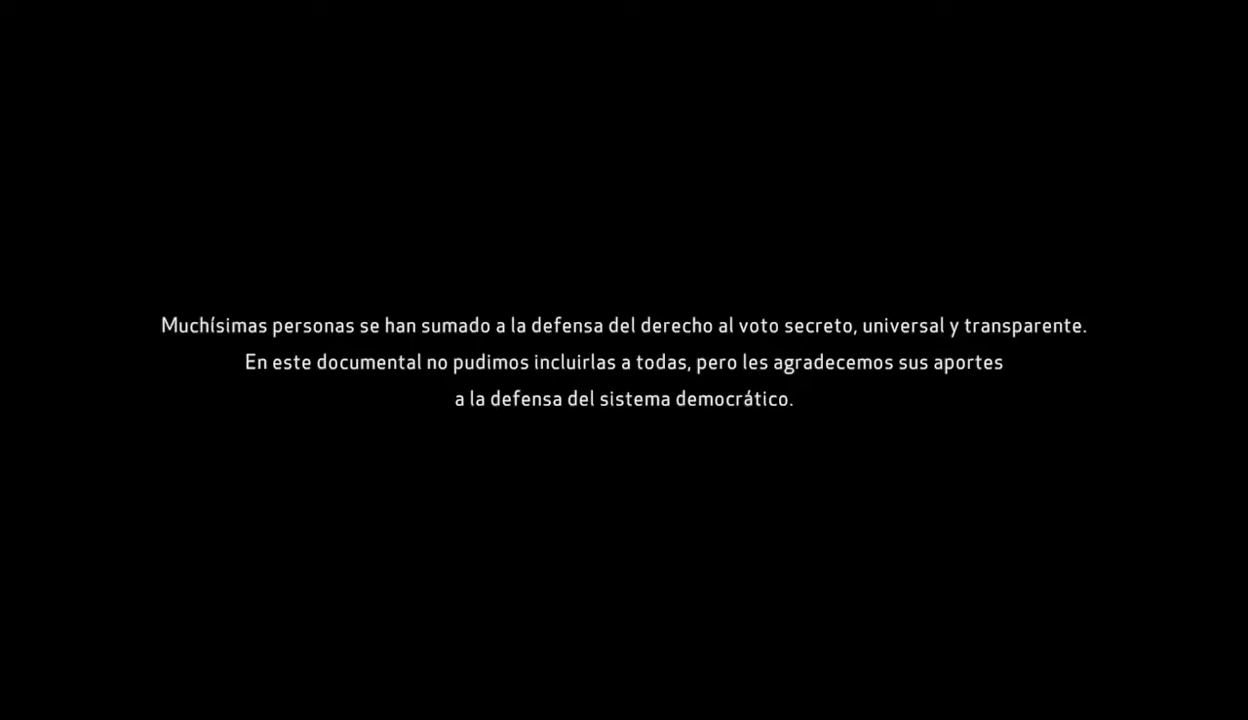 Muchísimas personas se han sumado a la defensa del derecho al voto secreto, universal y transparente.
En este documental no pudimos incluirlas a todas, pero les agradecemos sus aportes
a la defensa del sistema democrático.